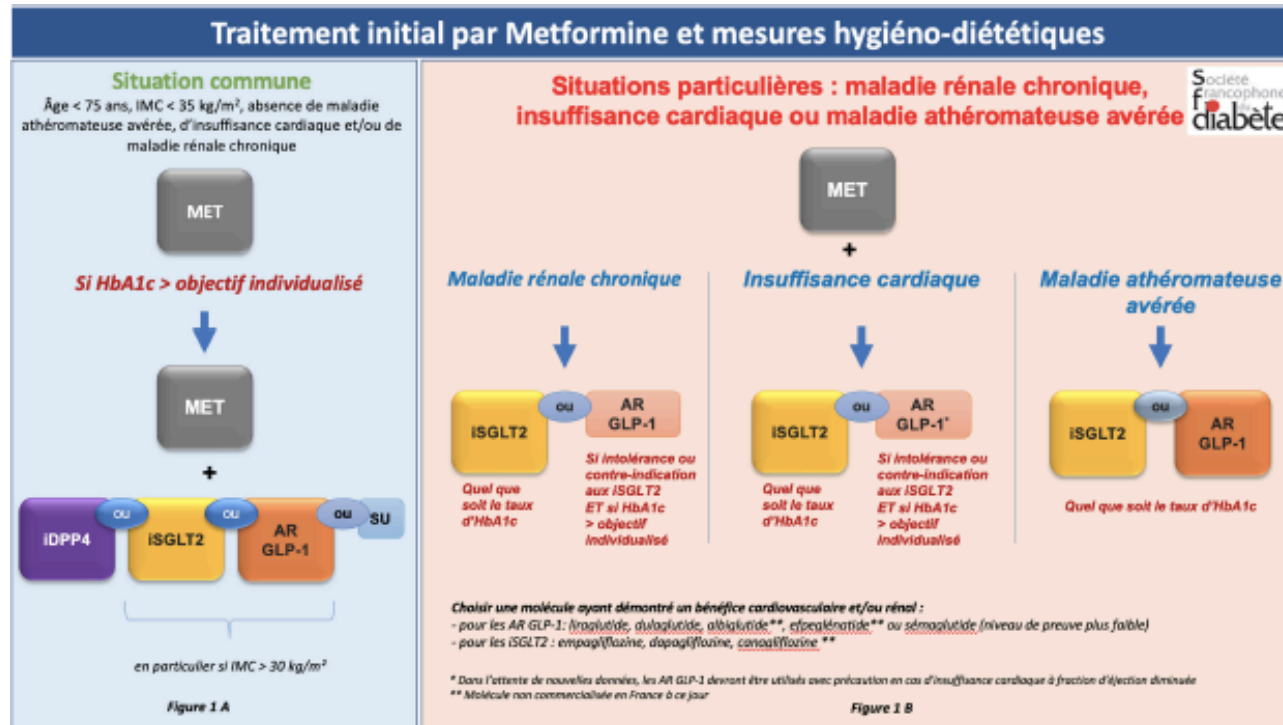 Traitement initial par Metformine et mesures hygiéno-diététiques
Situation commune
Âge < 75 ans, IMC < 35 kg/m², absence de maladie
athéromateuse avérée, d'insuffisance cardiaque et/ou de
maladie rénale chronique
MET
Si HbA1c > objectif individualisé
MET
+
iDPP4
ou
iSGLT2
ou
AR
GLP-1
ou
SU
en particulier si IMC > 30 kg/m²
Figure 1 A
Situations particulières : maladie rénale chronique,
insuffisance cardiaque ou maladie athéromateuse avérée
Société
francophone
du
diabète
MET
+
Maladie rénale chronique
iSGLT2
ou
AR
GLP-1
Quel que
soit le taux
d'HbA1c
Si intolérance ou
contre-indication
aux iSGLT2
ET si HbA1c
> objectif
individualisé
Insuffisance cardiaque
iSGLT2
ou
AR
GLP-1*
Quel que
soit le taux
d'HbA1c
Si intolérance ou
contre-indication
aux iSGLT2
ET si HbA1c
> objectif
individualisé
Maladie athéromateuse
avérée
iSGLT2
ou
AR
GLP-1
Quel que soit le taux d'HbA1c
Choisir une molécule ayant démontré un bénéfice cardiovasculaire et/ou rénal :
- pour les AR GLP-1: liraglutide, dulaglutide, albiglutide**, efpeglénatide** ou sémaglutide (niveau de preuve plus faible)
- pour les iSGLT2 : empagliflozine, dapagliflozine, canagliflozine **
* Dans l'attente de nouvelles données, les AR GLP-1 devront être utilisés avec précaution en cas d'insuffisance cardiaque à fraction d'éjection diminuée
** Molécule non commercialisée en France à ce jour
Figure 1 B